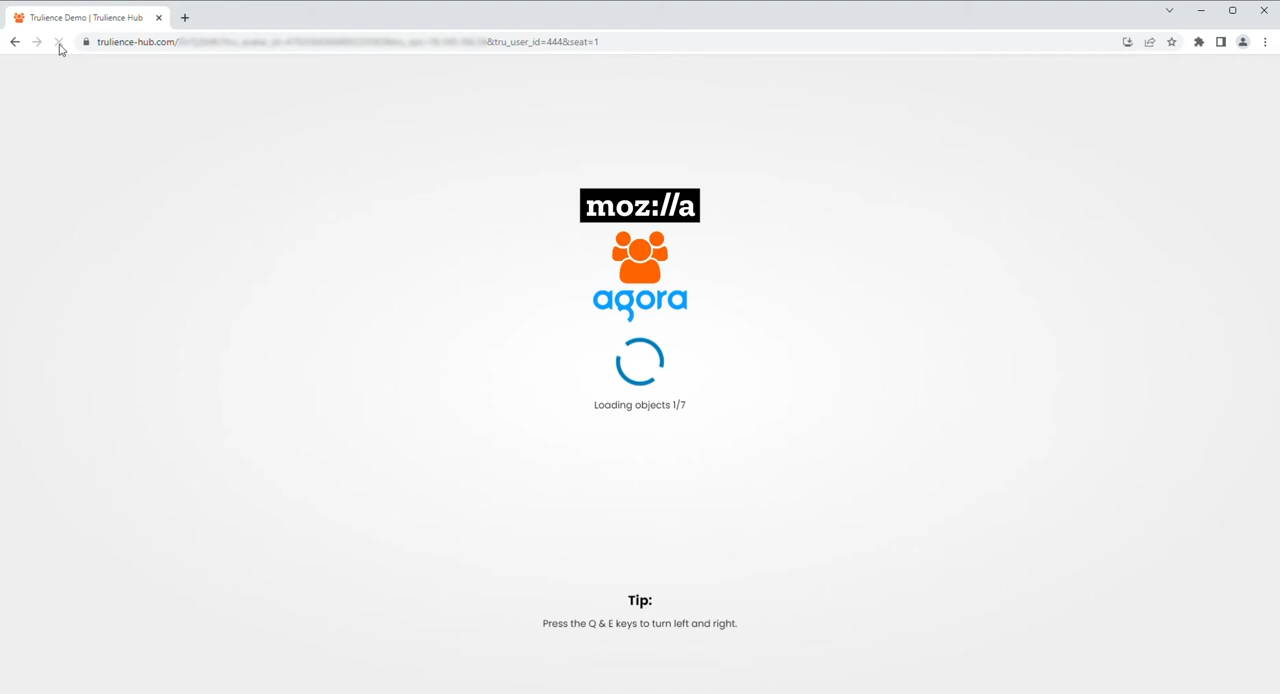 Trulience Demo | Trulience Hub
trulience-hub.com/ &tru_user_id=444&seat=1
moz://a
agora
Loading objects 1/7
Tip:
Press the Q & E keys to turn left and right.